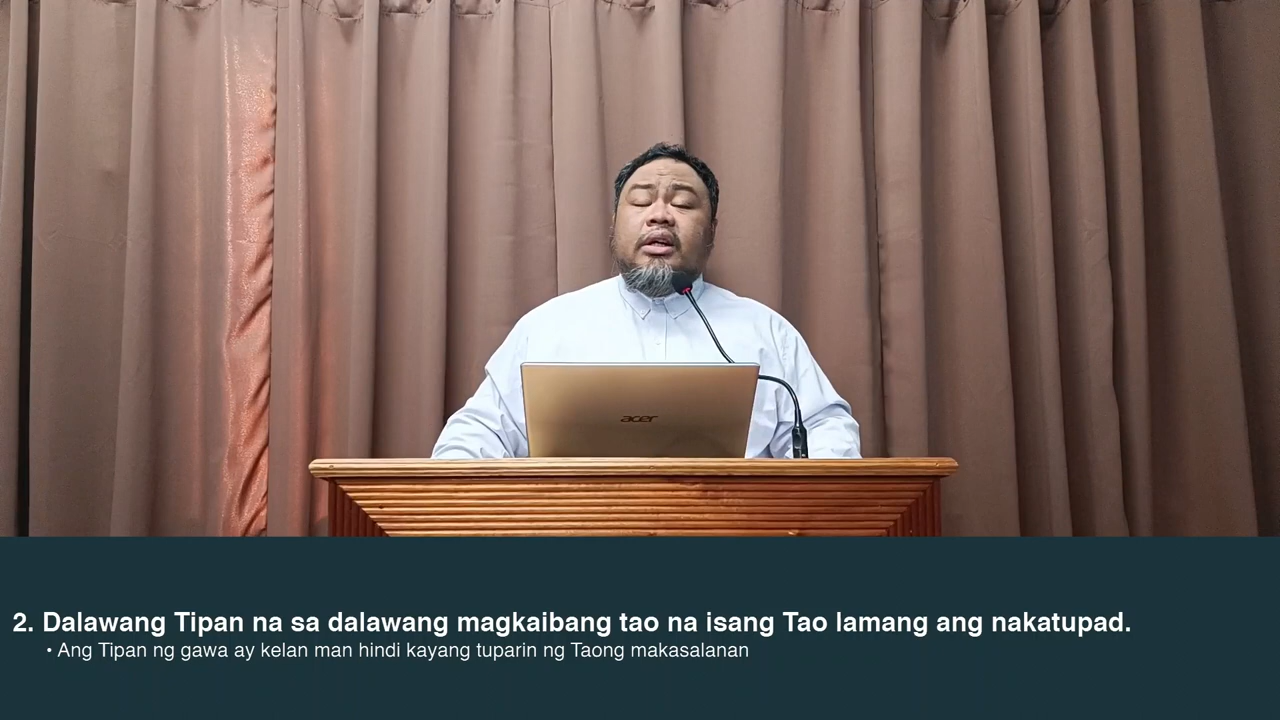 acer
2. Dalawang Tipan na sa dalawang magkaibang tao na isang Tao lamang ang nakatupad.
• Ang Tipan ng gawa ay kelan man hindi kayang tuparin ng Taong makasalanan